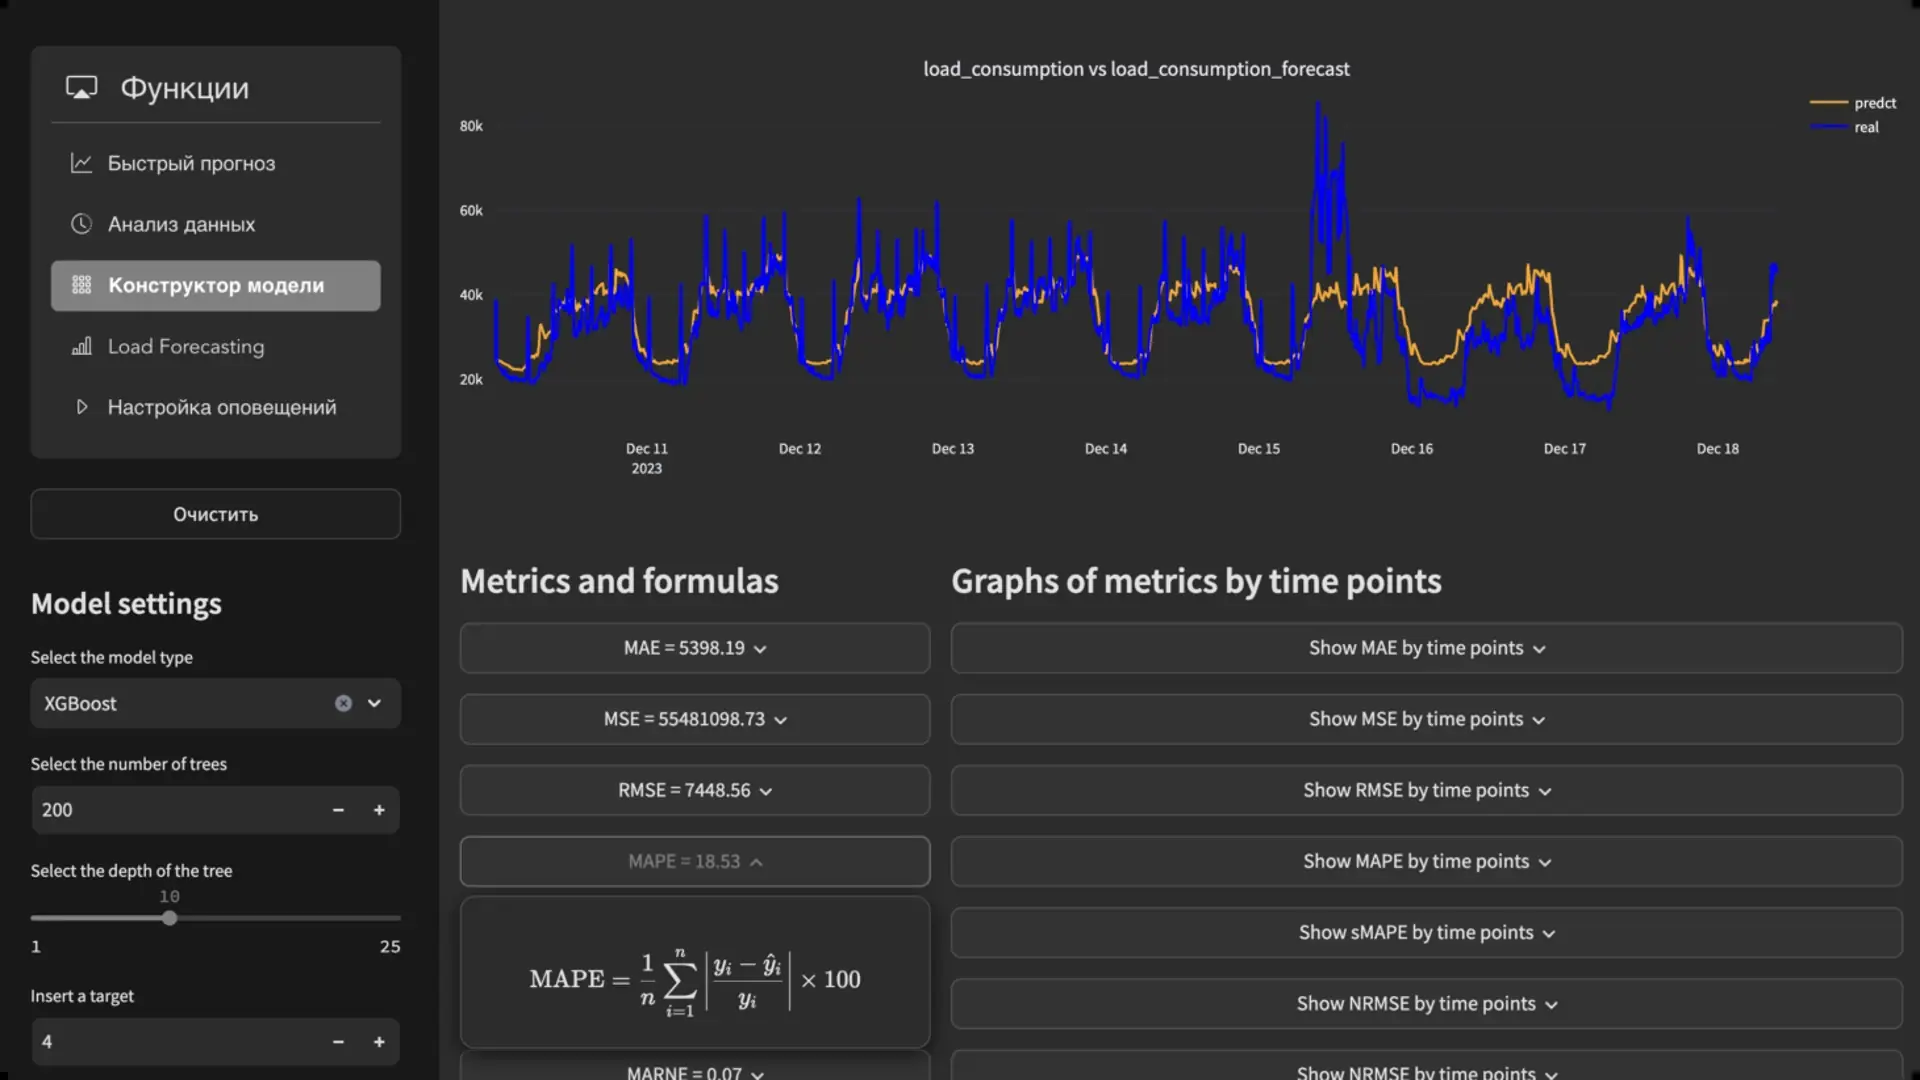 Функции
Быстрый прогноз
Анализ данных
Конструктор модели
Load Forecasting
Настройка оповещений
Очистить
Model settings
Select the model type
XGBoost
Select the number of trees
200
Select the depth of the tree
10
1 25
Insert a target
4
load_consumption vs load_consumption_forecast
predct
real
80k
60k
40k
20k
Dec 11 Dec 12 Dec 13 Dec 14 Dec 15 Dec 16 Dec 17 Dec 18
2023
Metrics and formulas
MAE = 5398.19
MSE = 55481098.73
RMSE = 7448.56
MAPE = 18.53
MAPE = \frac{1}{n} \sum_{i=1}^{n} \left| \frac{y_i - \hat{y}_i}{y_i} \right| × 100
MARNE = 0.07
Graphs of metrics by time points
Show MAE by time points
Show MSE by time points
Show RMSE by time points
Show MAPE by time points
Show sMAPE by time points
Show NRMSE by time points
Show NRMSE by time points